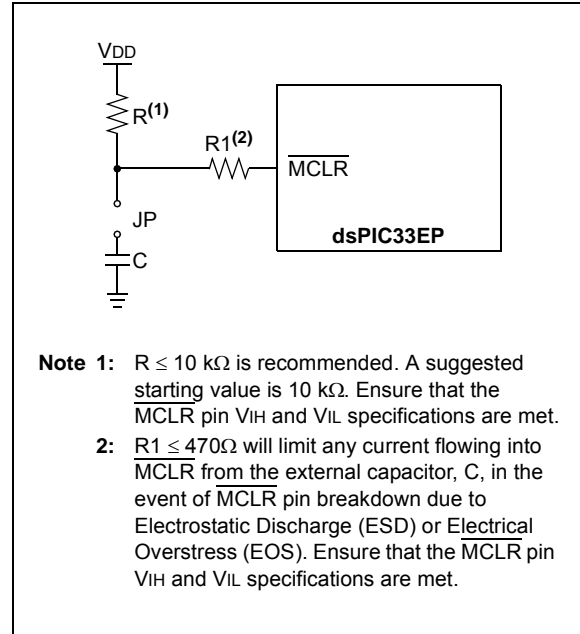 VDD
R(1)
R1(2)
MCLR
JP
dsPIC33EP
C
Note 1: R ≤ 10 kΩ is recommended. A suggested
starting value is 10 kΩ. Ensure that the
MCLR pin VIH and VIL specifications are met.
2: R1 ≤ 470Ω will limit any current flowing into
MCLR from the external capacitor, C, in the
event of MCLR pin breakdown due to
Electrostatic Discharge (ESD) or Electrical
Overstress (EOS). Ensure that the MCLR pin
VIH and VIL specifications are met.